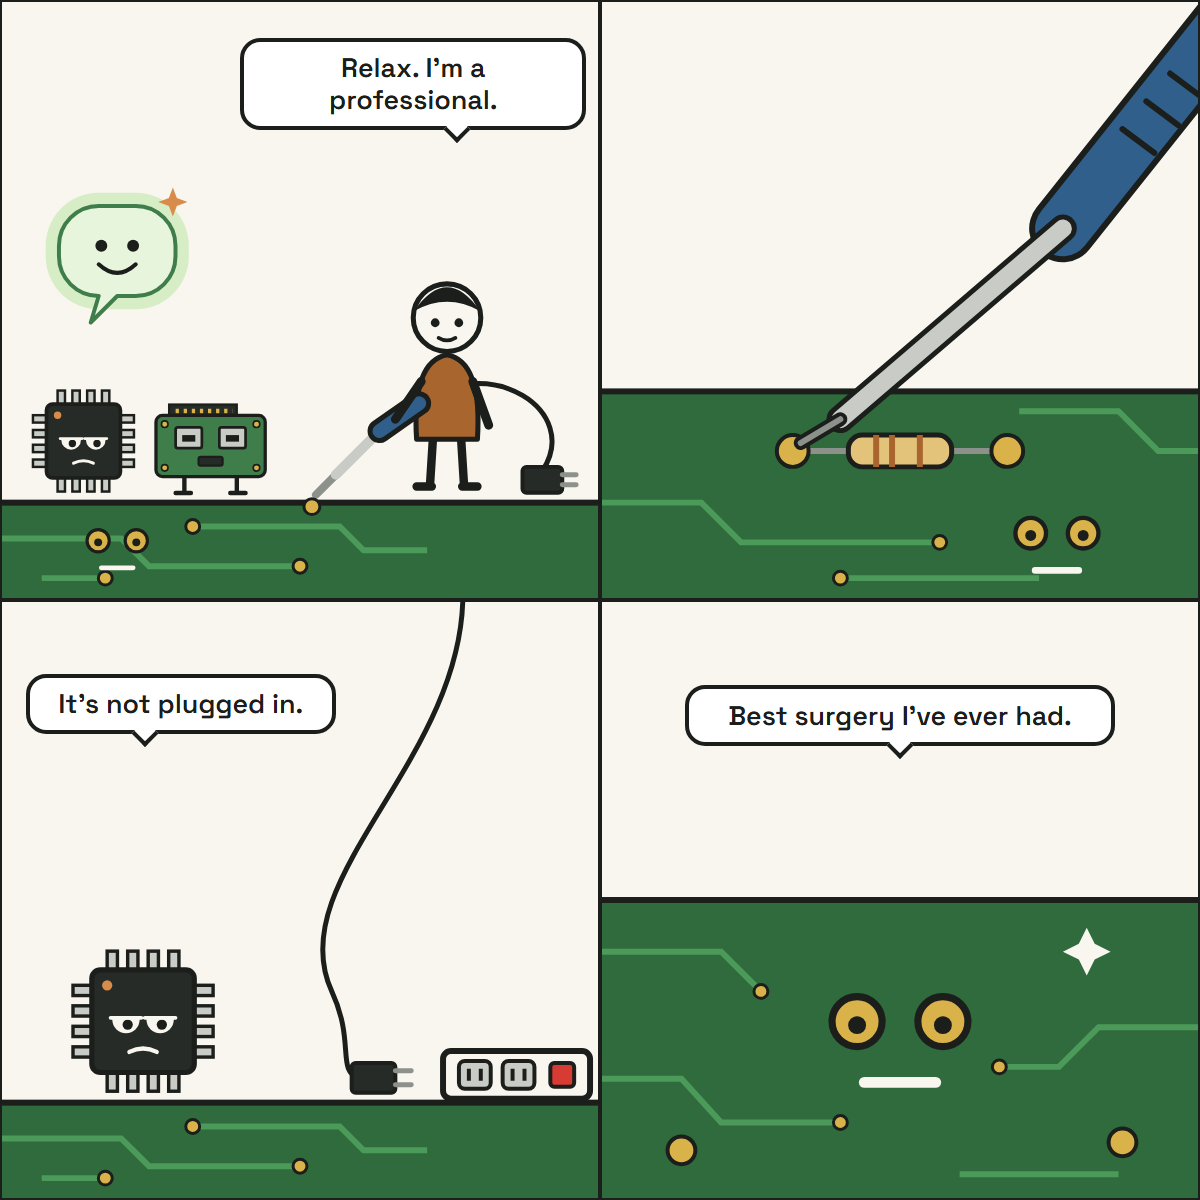 Relax. I’m a
professional.
It’s not plugged in.
Best surgery I’ve ever had.